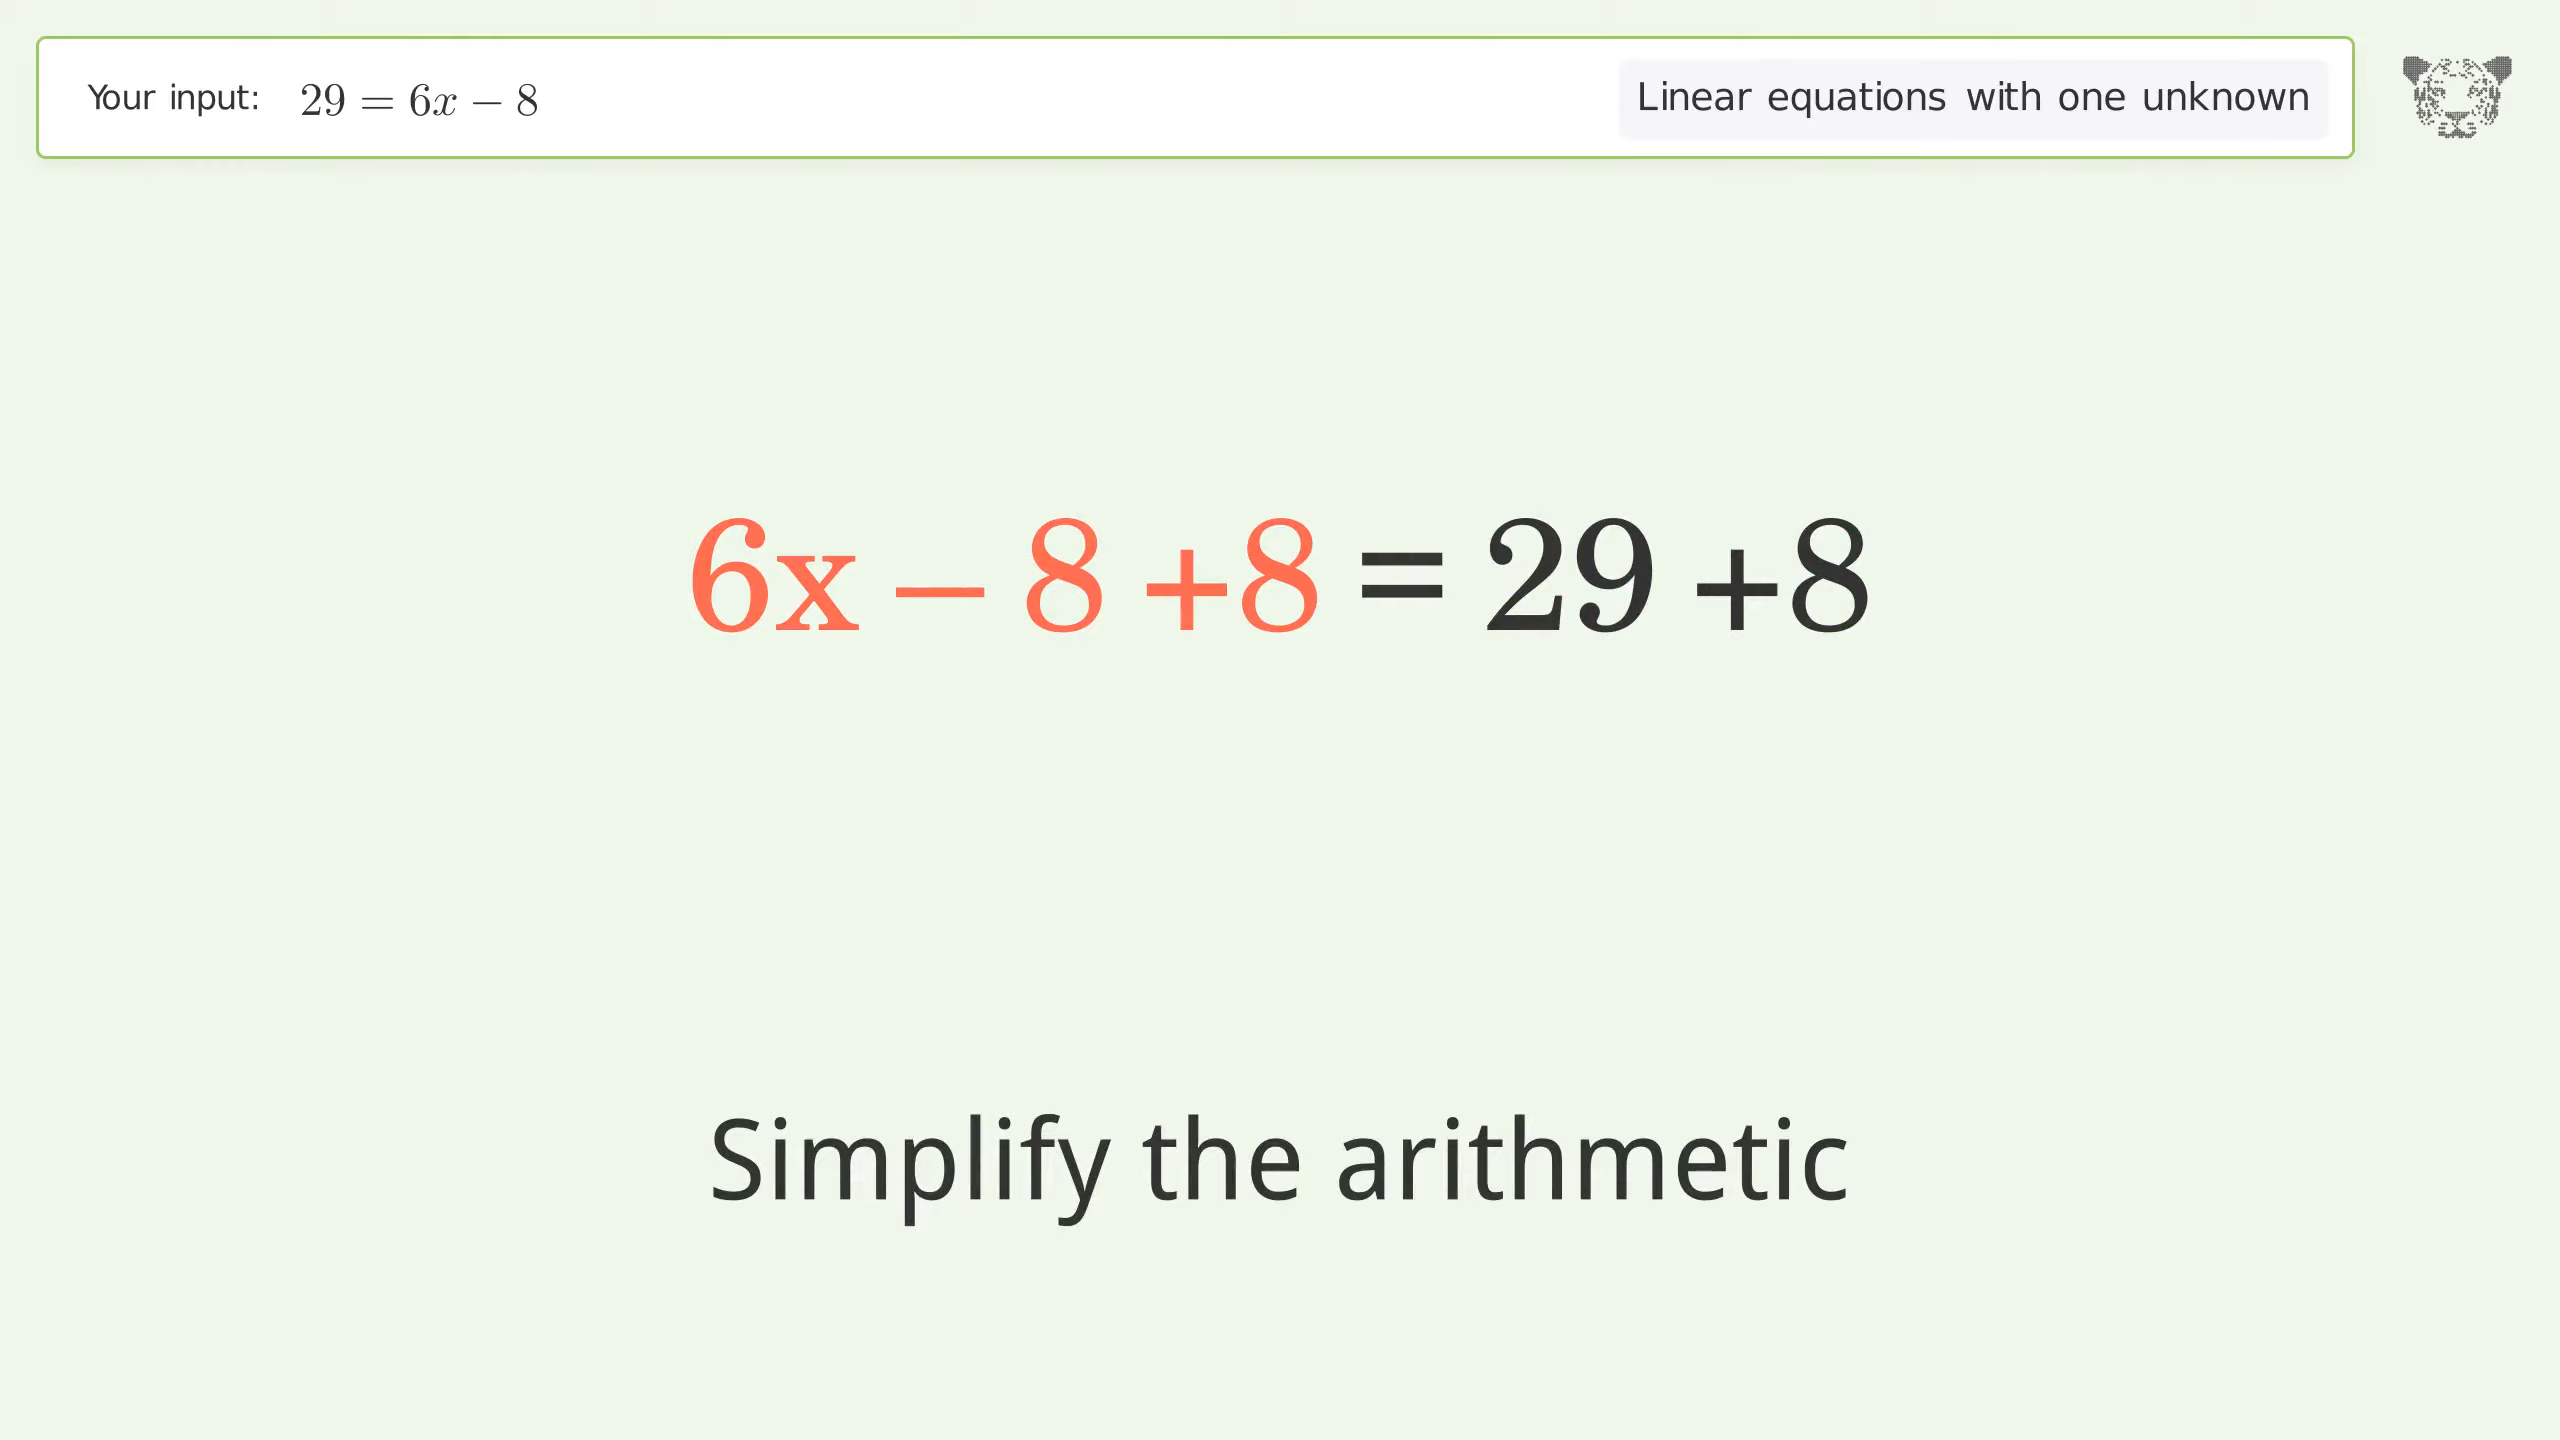 Your input: 29 = 6x − 8
Linear equations with one unknown
6x − 8 +8 = 29 +8
Simplify the arithmetic